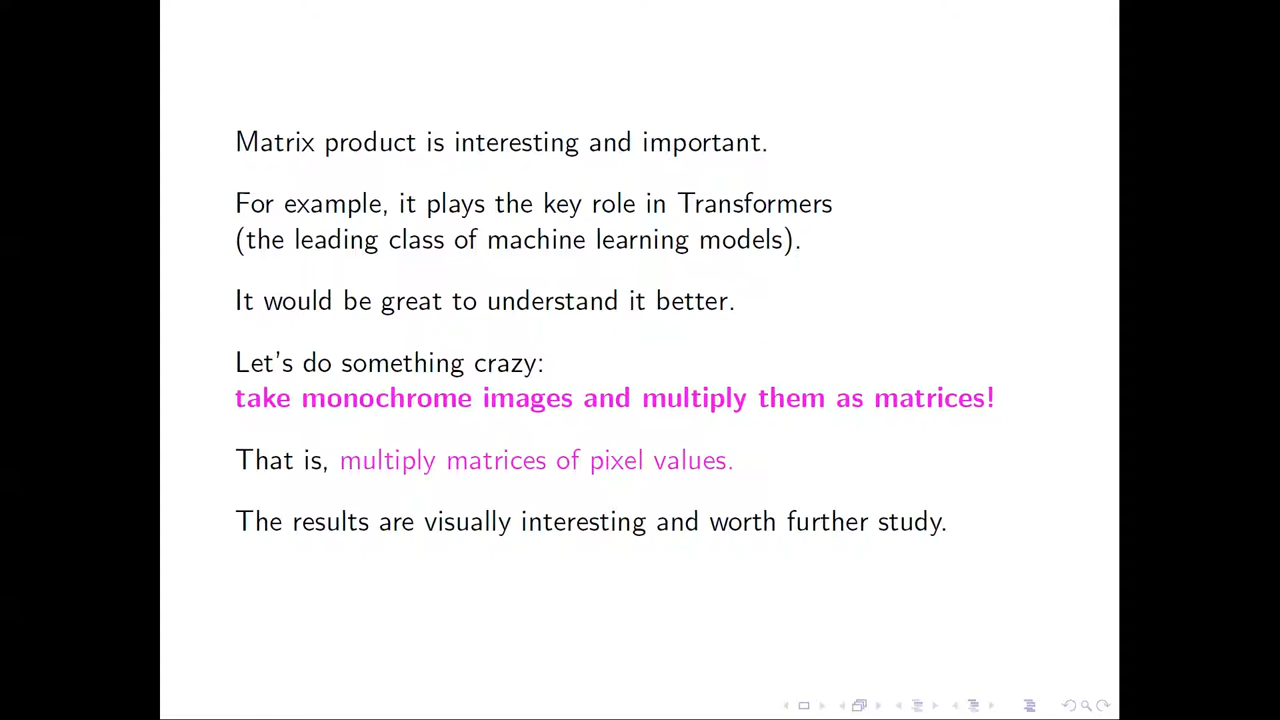 Matrix product is interesting and important.
For example, it plays the key role in Transformers
(the leading class of machine learning models).
It would be great to understand it better.
Let's do something crazy:
take monochrome images and multiply them as matrices!
That is, multiply matrices of pixel values.
The results are visually interesting and worth further study.